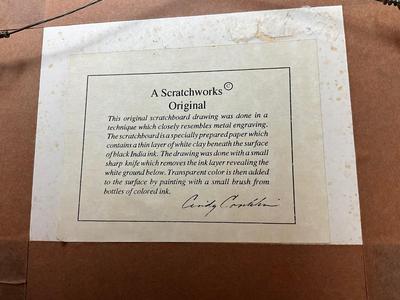 A Scratchworks ©
Original
This original scratchboard drawing was done in a
technique which closely resembles metal engraving.
The scratchboard is a specially prepared paper which
contains a thin layer of white clay beneath the surface
of black India ink. The drawing was done with a small
sharp knife which removes the ink layer revealing the
white ground below. Transparent color is then added
to the surface by painting with a small brush from
bottles of colored ink.
Cindy Conklin